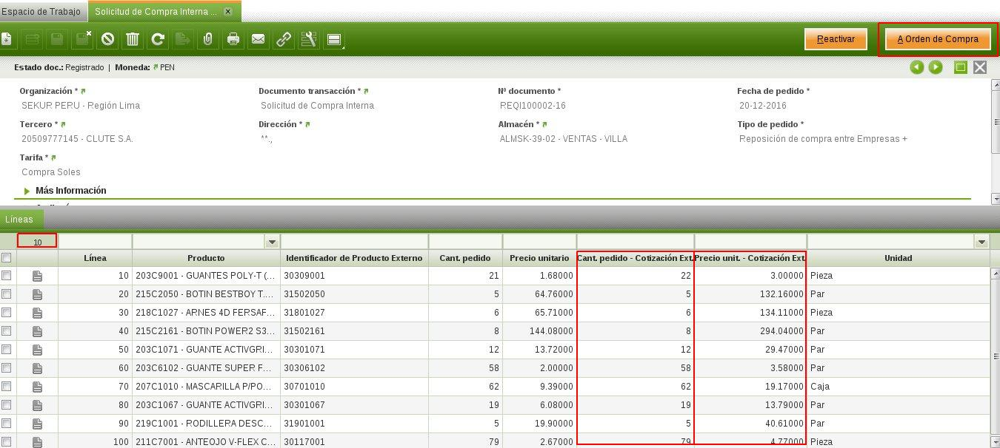 Espacio de Trabajo
Solicitud de Compra Interna ...
Reactivar
A Orden de Compra
Estado doc.: Registrado | Moneda: PEN
Organización *
Documento transacción *
Nº documento *
Fecha de pedido *
SEKUR PERU - Región Lima
Solicitud de Compra Interna
REQI100002-16
20-12-2016
Tercero *
Dirección *
Almacén *
Tipo de pedido *
20509777145 - CLUTE S.A.
**.,
ALMSK-39-02 - VENTAS - VILLA
Reposición de compra entre Empresas +
Tarifa *
Compra Soles
Más Información
Líneas
10
Línea Producto Identificador de Producto Externo Cant. pedido Precio unitario Cant. pedido - Cotización Ext. Precio unit. - Cotización Ext. Unidad
10 203C9001 - GUANTES POLY-T (... 30309001 21 1.68000 22 3.00000 Pieza
20 215C2050 - BOTIN BESTBOY T... 31502050 5 64.76000 5 132.16000 Par
30 218C1027 - ARNES 4D FERSAF... 31801027 6 65.71000 6 134.11000 Pieza
40 215C2161 - BOTIN POWER2 S3... 31502161 8 144.08000 8 294.04000 Par
50 203C1071 - GUANTE ACTIVGRI... 30301071 12 13.72000 12 29.47000 Par
60 203C6102 - GUANTE SUPER F... 30306102 58 2.00000 58 3.58000 Par
70 207C1010 - MASCARILLA P/PO... 30701010 62 9.39000 62 19.17000 Caja
80 203C1067 - GUANTE ACTIVGRI... 30301067 19 6.08000 19 13.79000 Par
90 219C1001 - RODILLERA DESC... 31901001 5 19.90000 5 40.61000 Par
100 211C7001 - ANTEOJO V-FLEX C... 30117001 79 2.67000 79 4.77000 Pieza